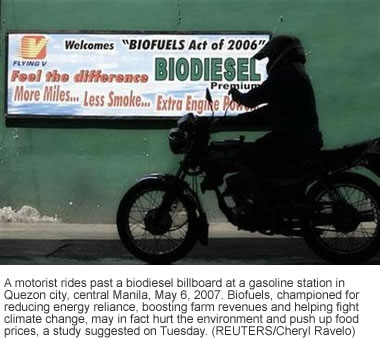 Welcomes "BIOFUELS Act of 2006"
FLYING V
Feel the difference BIODIESEL
Premium
More Miles... Less Smoke... Extra Engine
A motorist rides past a biodiesel billboard at a gasoline station in
Quezon city, central Manila, May 6, 2007. Biofuels, championed for
reducing energy reliance, boosting farm revenues and helping fight
climate change, may in fact hurt the environment and push up food
prices, a study suggested on Tuesday. (REUTERS/Cheryl Ravelo)